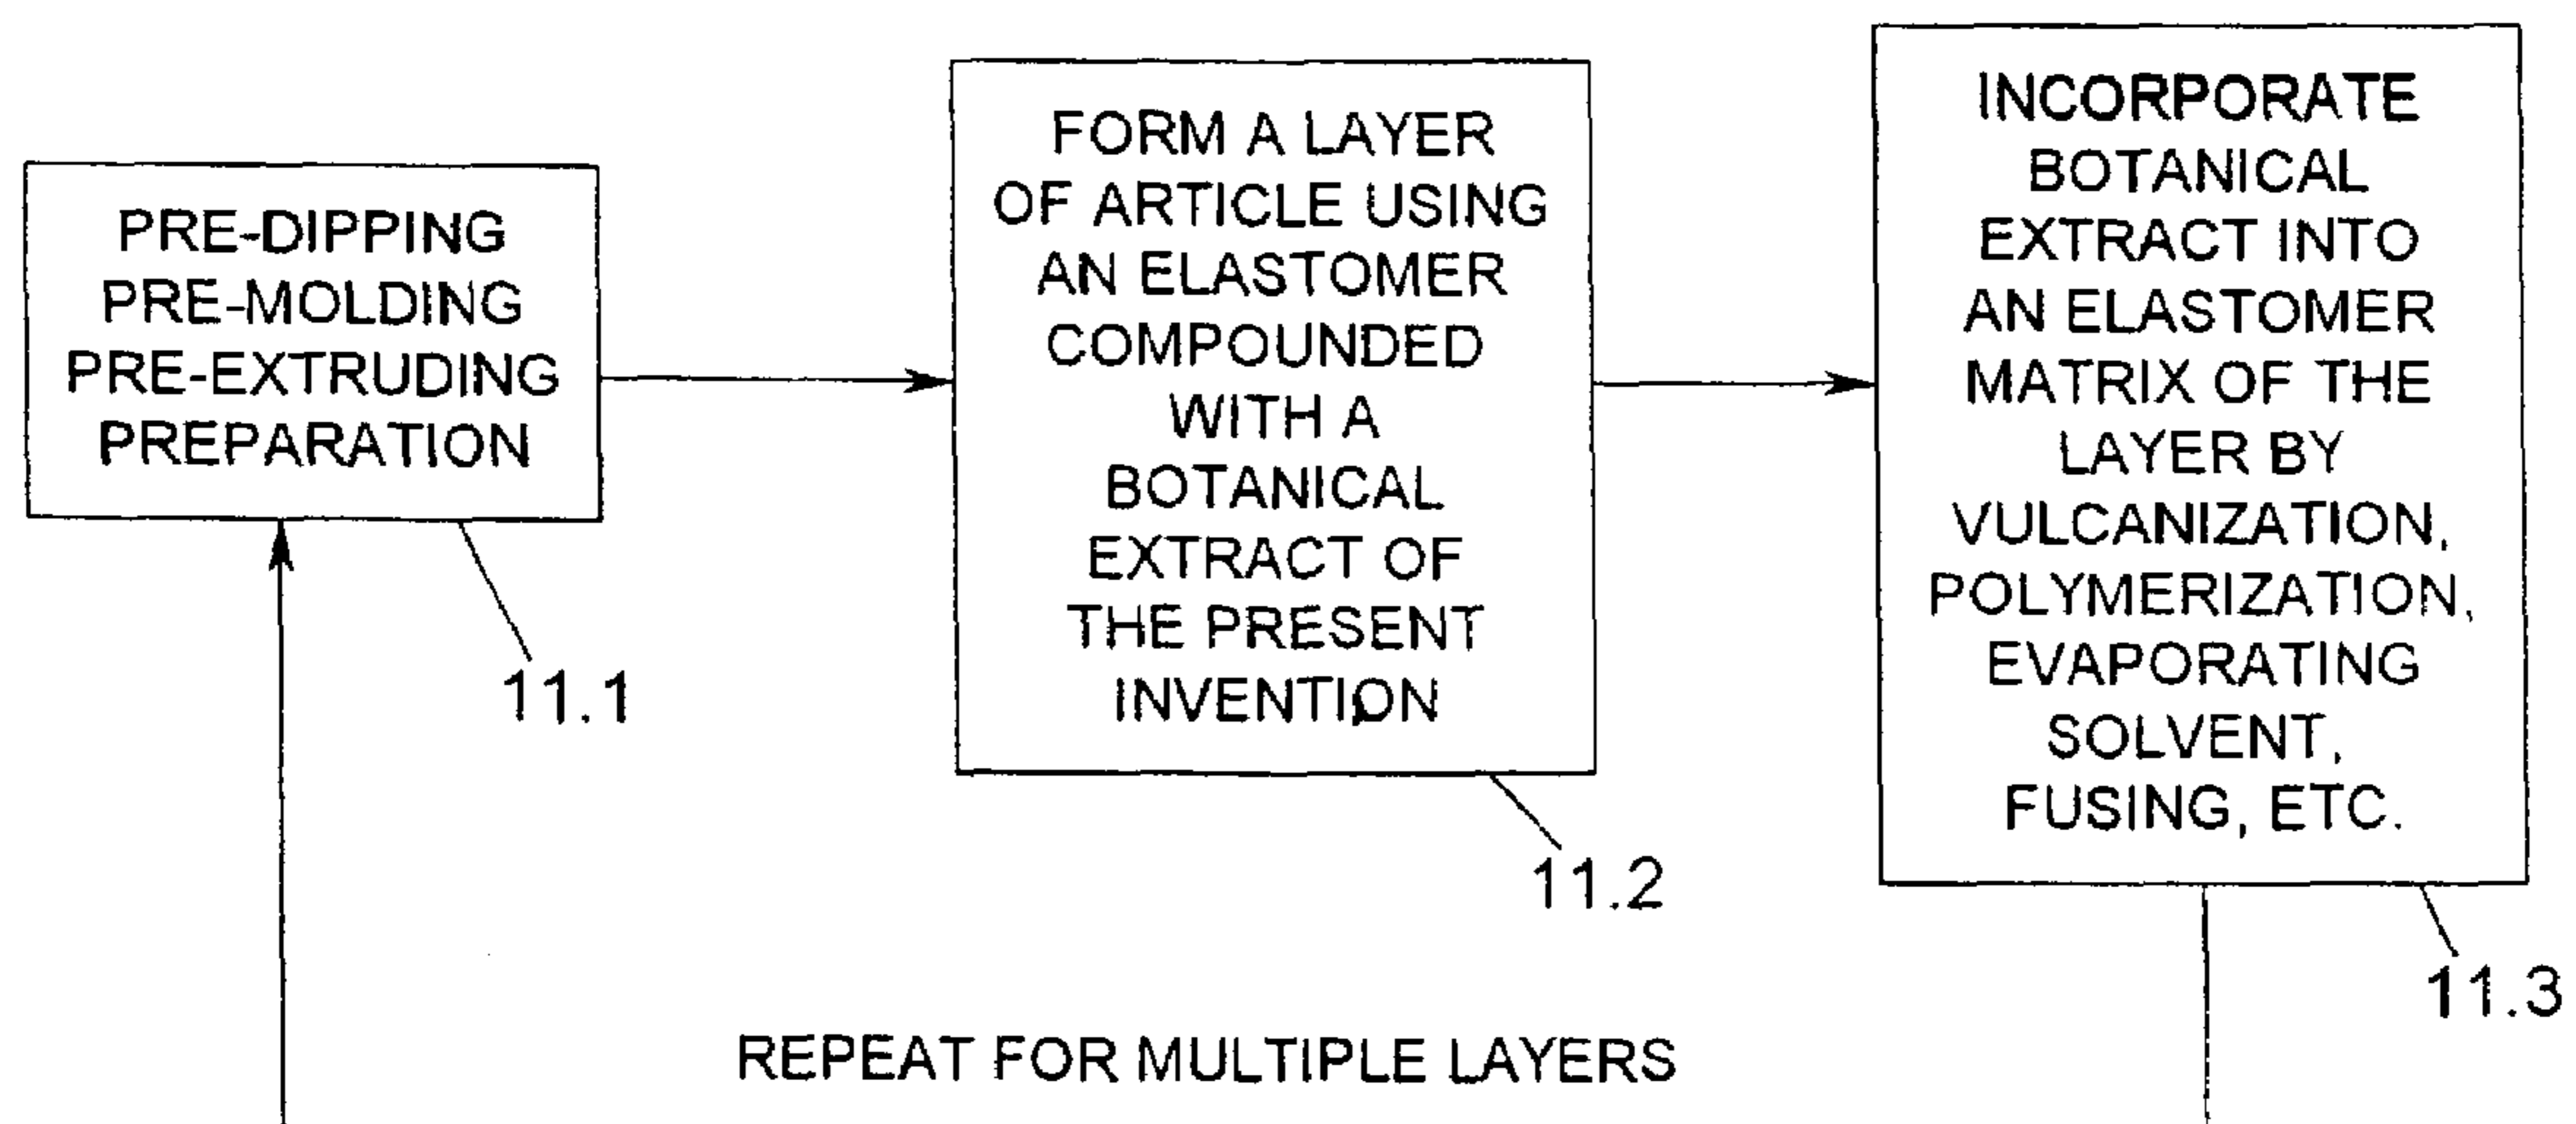 PRE-DIPPING
PRE-MOLDING
PRE-EXTRUDING
PREPARATION
11.1
FORM A LAYER
OF ARTICLE USING
AN ELASTOMER
COMPOUNDED
WITH A
BOTANICAL
EXTRACT OF
THE PRESENT
INVENTION
11.2
INCORPORATE
BOTANICAL
EXTRACT INTO
AN ELASTOMER
MATRIX OF THE
LAYER BY
VULCANIZATION,
POLYMERIZATION,
EVAPORATING
SOLVENT,
FUSING, ETC.
11.3
REPEAT FOR MULTIPLE LAYERS